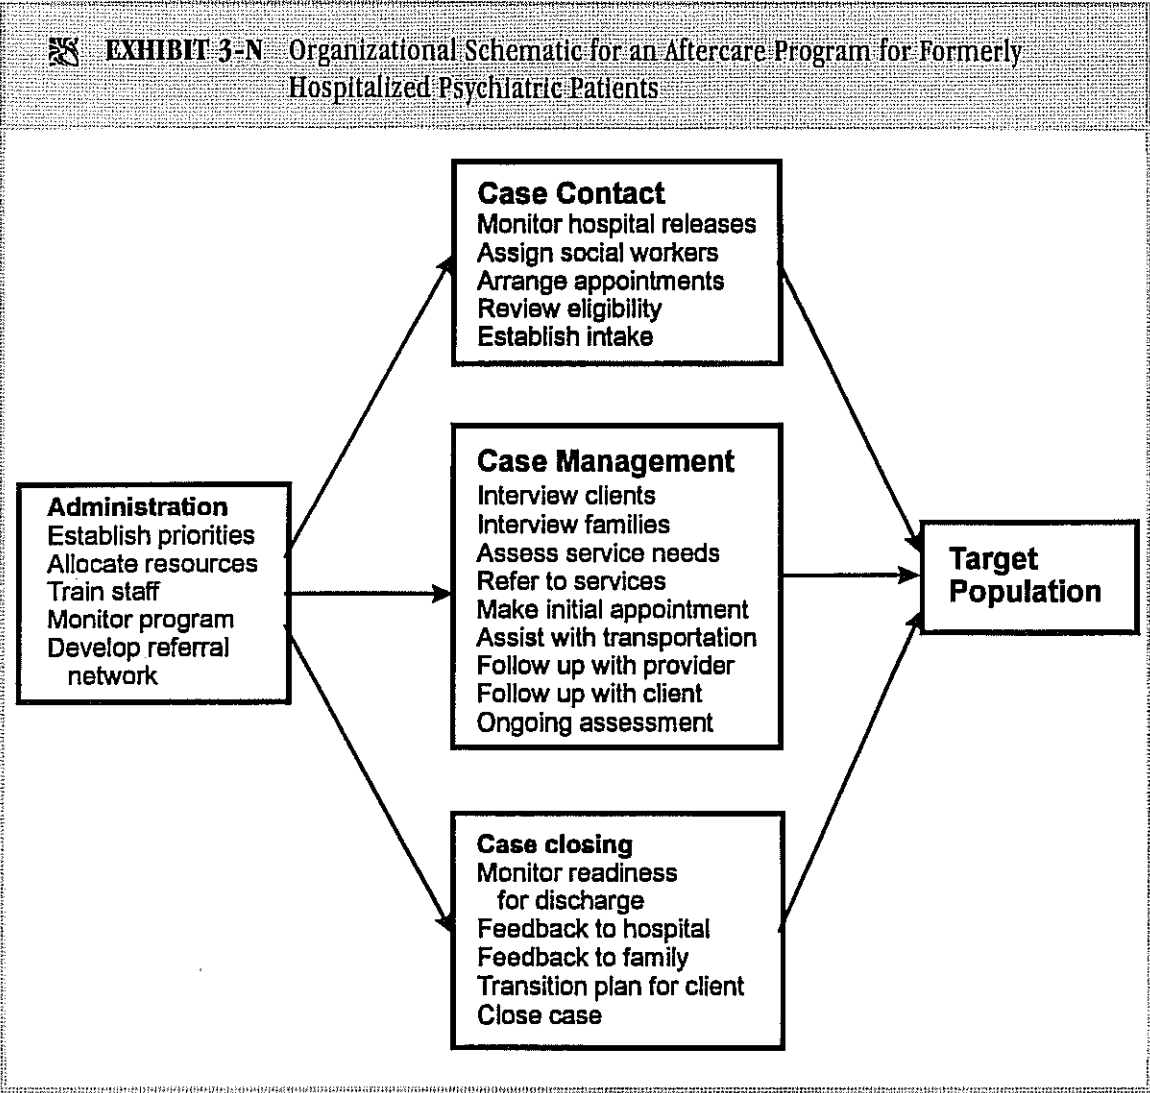 EXHIBIT 3-N Organizational Schematic for an Aftercare Program for Formerly
Hospitalized Psychiatric Patients
Case Contact
Monitor hospital releases
Assign social workers
Arrange appointments
Review eligibility
Establish intake
Administration
Establish priorities
Allocate resources
Train staff
Monitor program
Develop referral
network
Case Management
Interview clients
Interview families
Assess service needs
Refer to services
Make initial appointment
Assist with transportation
Follow up with provider
Follow up with client
Ongoing assessment
Case closing
Monitor readiness
for discharge
Feedback to hospital
Feedback to family
Transition plan for client
Close case
Target
Population